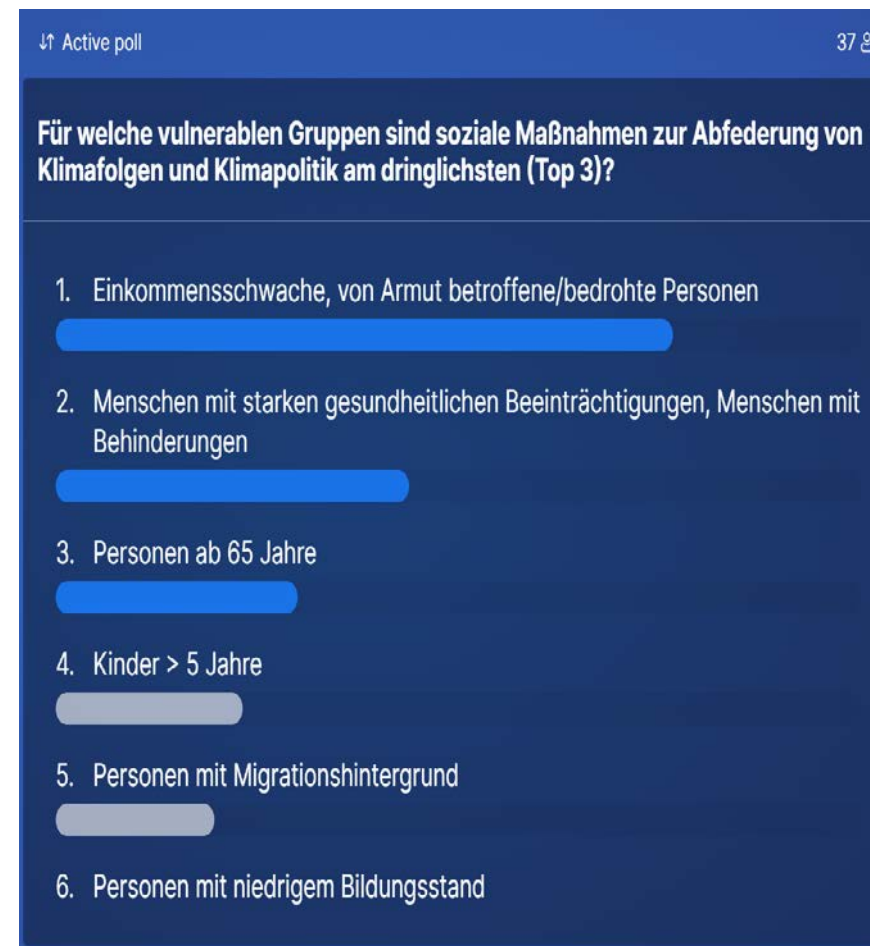 ↓↑ Active poll
37
Für welche vulnerablen Gruppen sind soziale Maßnahmen zur Abfederung von
Klimafolgen und Klimapolitik am dringlichsten (Top 3)?
1. Einkommensschwache, von Armut betroffene/bedrohte Personen
2. Menschen mit starken gesundheitlichen Beeinträchtigungen, Menschen mit
Behinderungen
3. Personen ab 65 Jahre
4. Kinder > 5 Jahre
5. Personen mit Migrationshintergrund
6. Personen mit niedrigem Bildungsstand